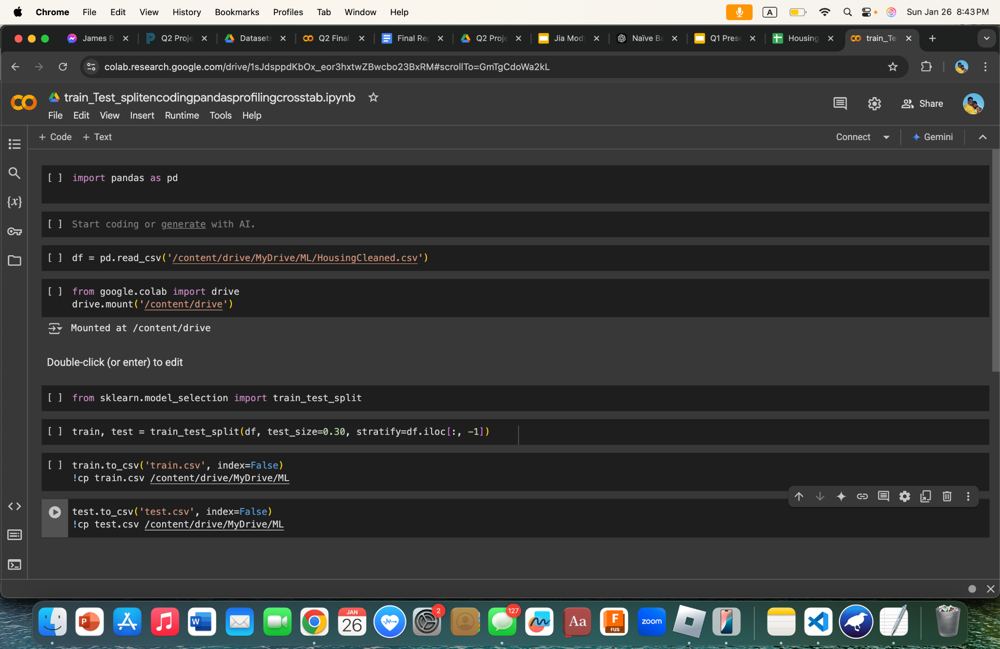 Chrome File Edit View History Bookmarks Profiles Tab Window Help A Sun Jan 26 8:43 PM
James B Q2 Proje Datasets Q2 Final Final Rep Q2 Proje Jia Mody Naïve Ba Q1 Prese Housing train_Te
colab.research.google.com/drive/1sJdsppdKbOx_eor3hxtwZBwcbo23BxRM#scrollTo=GmTgCdoWa2kL
train_Test_splitencodingpandasprofilingcrosstab.ipynb
Share
File Edit View Insert Runtime Tools Help
+ Code + Text Connect Gemini
[ ] import pandas as pd
{x}
[ ] Start coding or generate with AI.
[ ] df = pd.read_csv('/content/drive/MyDrive/ML/HousingCleaned.csv')
[ ] from google.colab import drive
drive.mount('/content/drive')
Mounted at /content/drive
Double-click (or enter) to edit
[ ] from sklearn.model_selection import train_test_split
[ ] train, test = train_test_split(df, test_size=0.30, stratify=df.iloc[:, -1])
[ ] train.to_csv('train.csv', index=False)
!cp train.csv /content/drive/MyDrive/ML
test.to_csv('test.csv', index=False)
!cp test.csv /content/drive/MyDrive/ML
P W JAN 26 2 127 Aa F FUS zoom